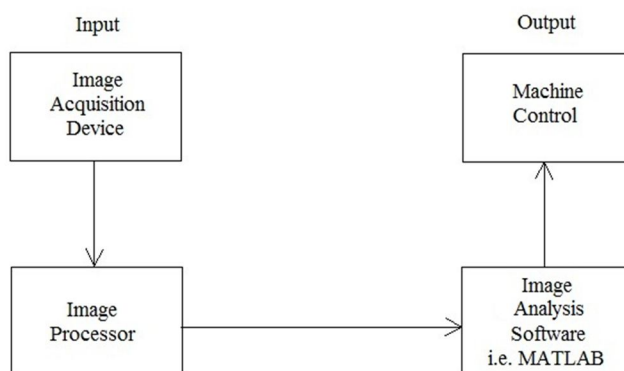 Input
Image
Acquisition
Device
Image
Processor
Output
Machine
Control
Image
Analysis
Software
i.e. MATLAB